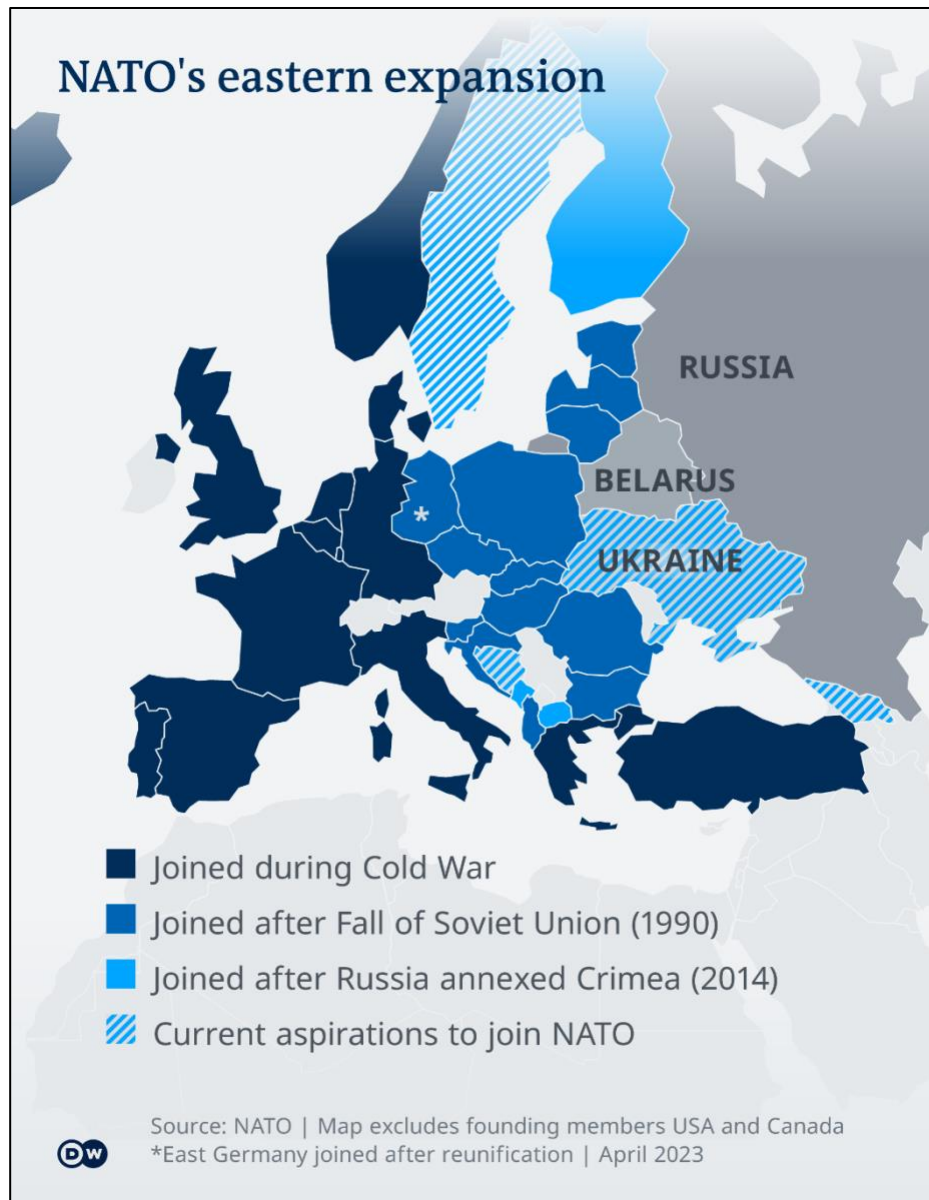 NATO's eastern expansion
RUSSIA
BELARUS
*
UKRAINE
Joined during Cold War
Joined after Fall of Soviet Union (1990)
Joined after Russia annexed Crimea (2014)
Current aspirations to join NATO
Source: NATO | Map excludes founding members USA and Canada
*East Germany joined after reunification | April 2023
DW